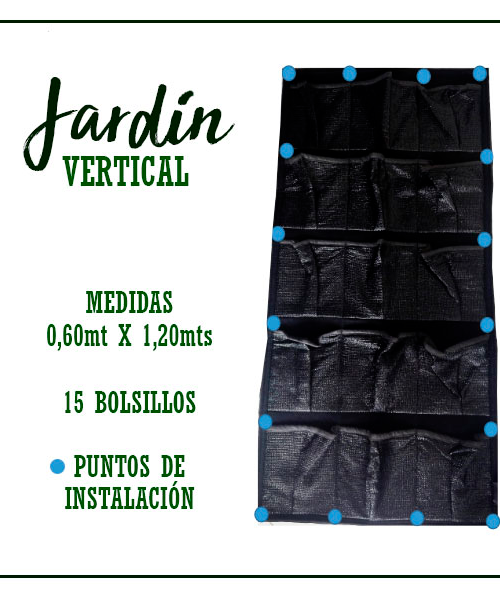 Jardín
VERTICAL
MEDIDAS
0,60mt X 1,20mts
15 BOLSILLOS
PUNTOS DE
INSTALACIÓN